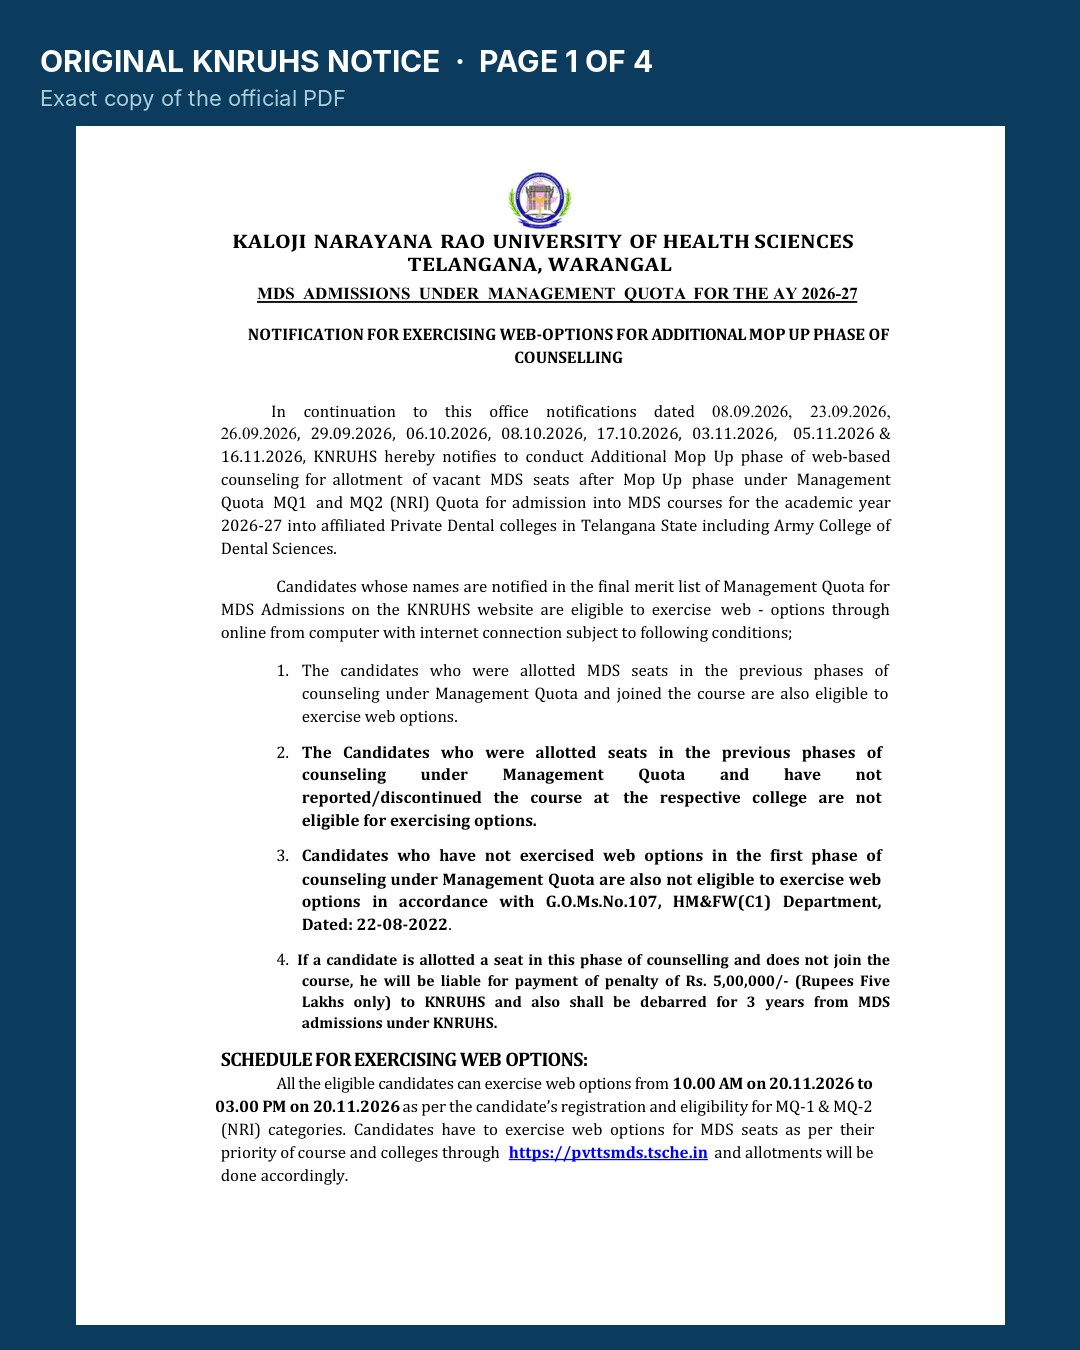 ORIGINAL KNRUHS NOTICE · PAGE 1 OF 4
Exact copy of the official PDF
KALOJI NARAYANA RAO UNIVERSITY OF HEALTH SCIENCES
TELANGANA, WARANGAL
MDS ADMISSIONS UNDER MANAGEMENT QUOTA FOR THE AY 2026-27
NOTIFICATION FOR EXERCISING WEB-OPTIONS FOR ADDITIONAL MOP UP PHASE OF
COUNSELLING
In continuation to this office notifications dated 08.09.2026, 23.09.2026,
26.09.2026, 29.09.2026, 06.10.2026, 08.10.2026, 17.10.2026, 03.11.2026, 05.11.2026 &
16.11.2026, KNRUHS hereby notifies to conduct Additional Mop Up phase of web-based
counseling for allotment of vacant MDS seats after Mop Up phase under Management
Quota MQ1 and MQ2 (NRI) Quota for admission into MDS courses for the academic year
2026-27 into affiliated Private Dental colleges in Telangana State including Army College of
Dental Sciences.
Candidates whose names are notified in the final merit list of Management Quota for
MDS Admissions on the KNRUHS website are eligible to exercise web - options through
online from computer with internet connection subject to following conditions;
1. The candidates who were allotted MDS seats in the previous phases of
counseling under Management Quota and joined the course are also eligible to
exercise web options.
2. The Candidates who were allotted seats in the previous phases of
counseling under Management Quota and have not
reported/discontinued the course at the respective college are not
eligible for exercising options.
3. Candidates who have not exercised web options in the first phase of
counseling under Management Quota are also not eligible to exercise web
options in accordance with G.O.Ms.No.107, HM&FW(C1) Department,
Dated: 22-08-2022.
4. If a candidate is allotted a seat in this phase of counselling and does not join the
course, he will be liable for payment of penalty of Rs. 5,00,000/- (Rupees Five
Lakhs only) to KNRUHS and also shall be debarred for 3 years from MDS
admissions under KNRUHS.
SCHEDULE FOR EXERCISING WEB OPTIONS:
All the eligible candidates can exercise web options from 10.00 AM on 20.11.2026 to
03.00 PM on 20.11.2026 as per the candidate’s registration and eligibility for MQ-1 & MQ-2
(NRI) categories. Candidates have to exercise web options for MDS seats as per their
priority of course and colleges through https://pvttsmds.tsche.in and allotments will be
done accordingly.